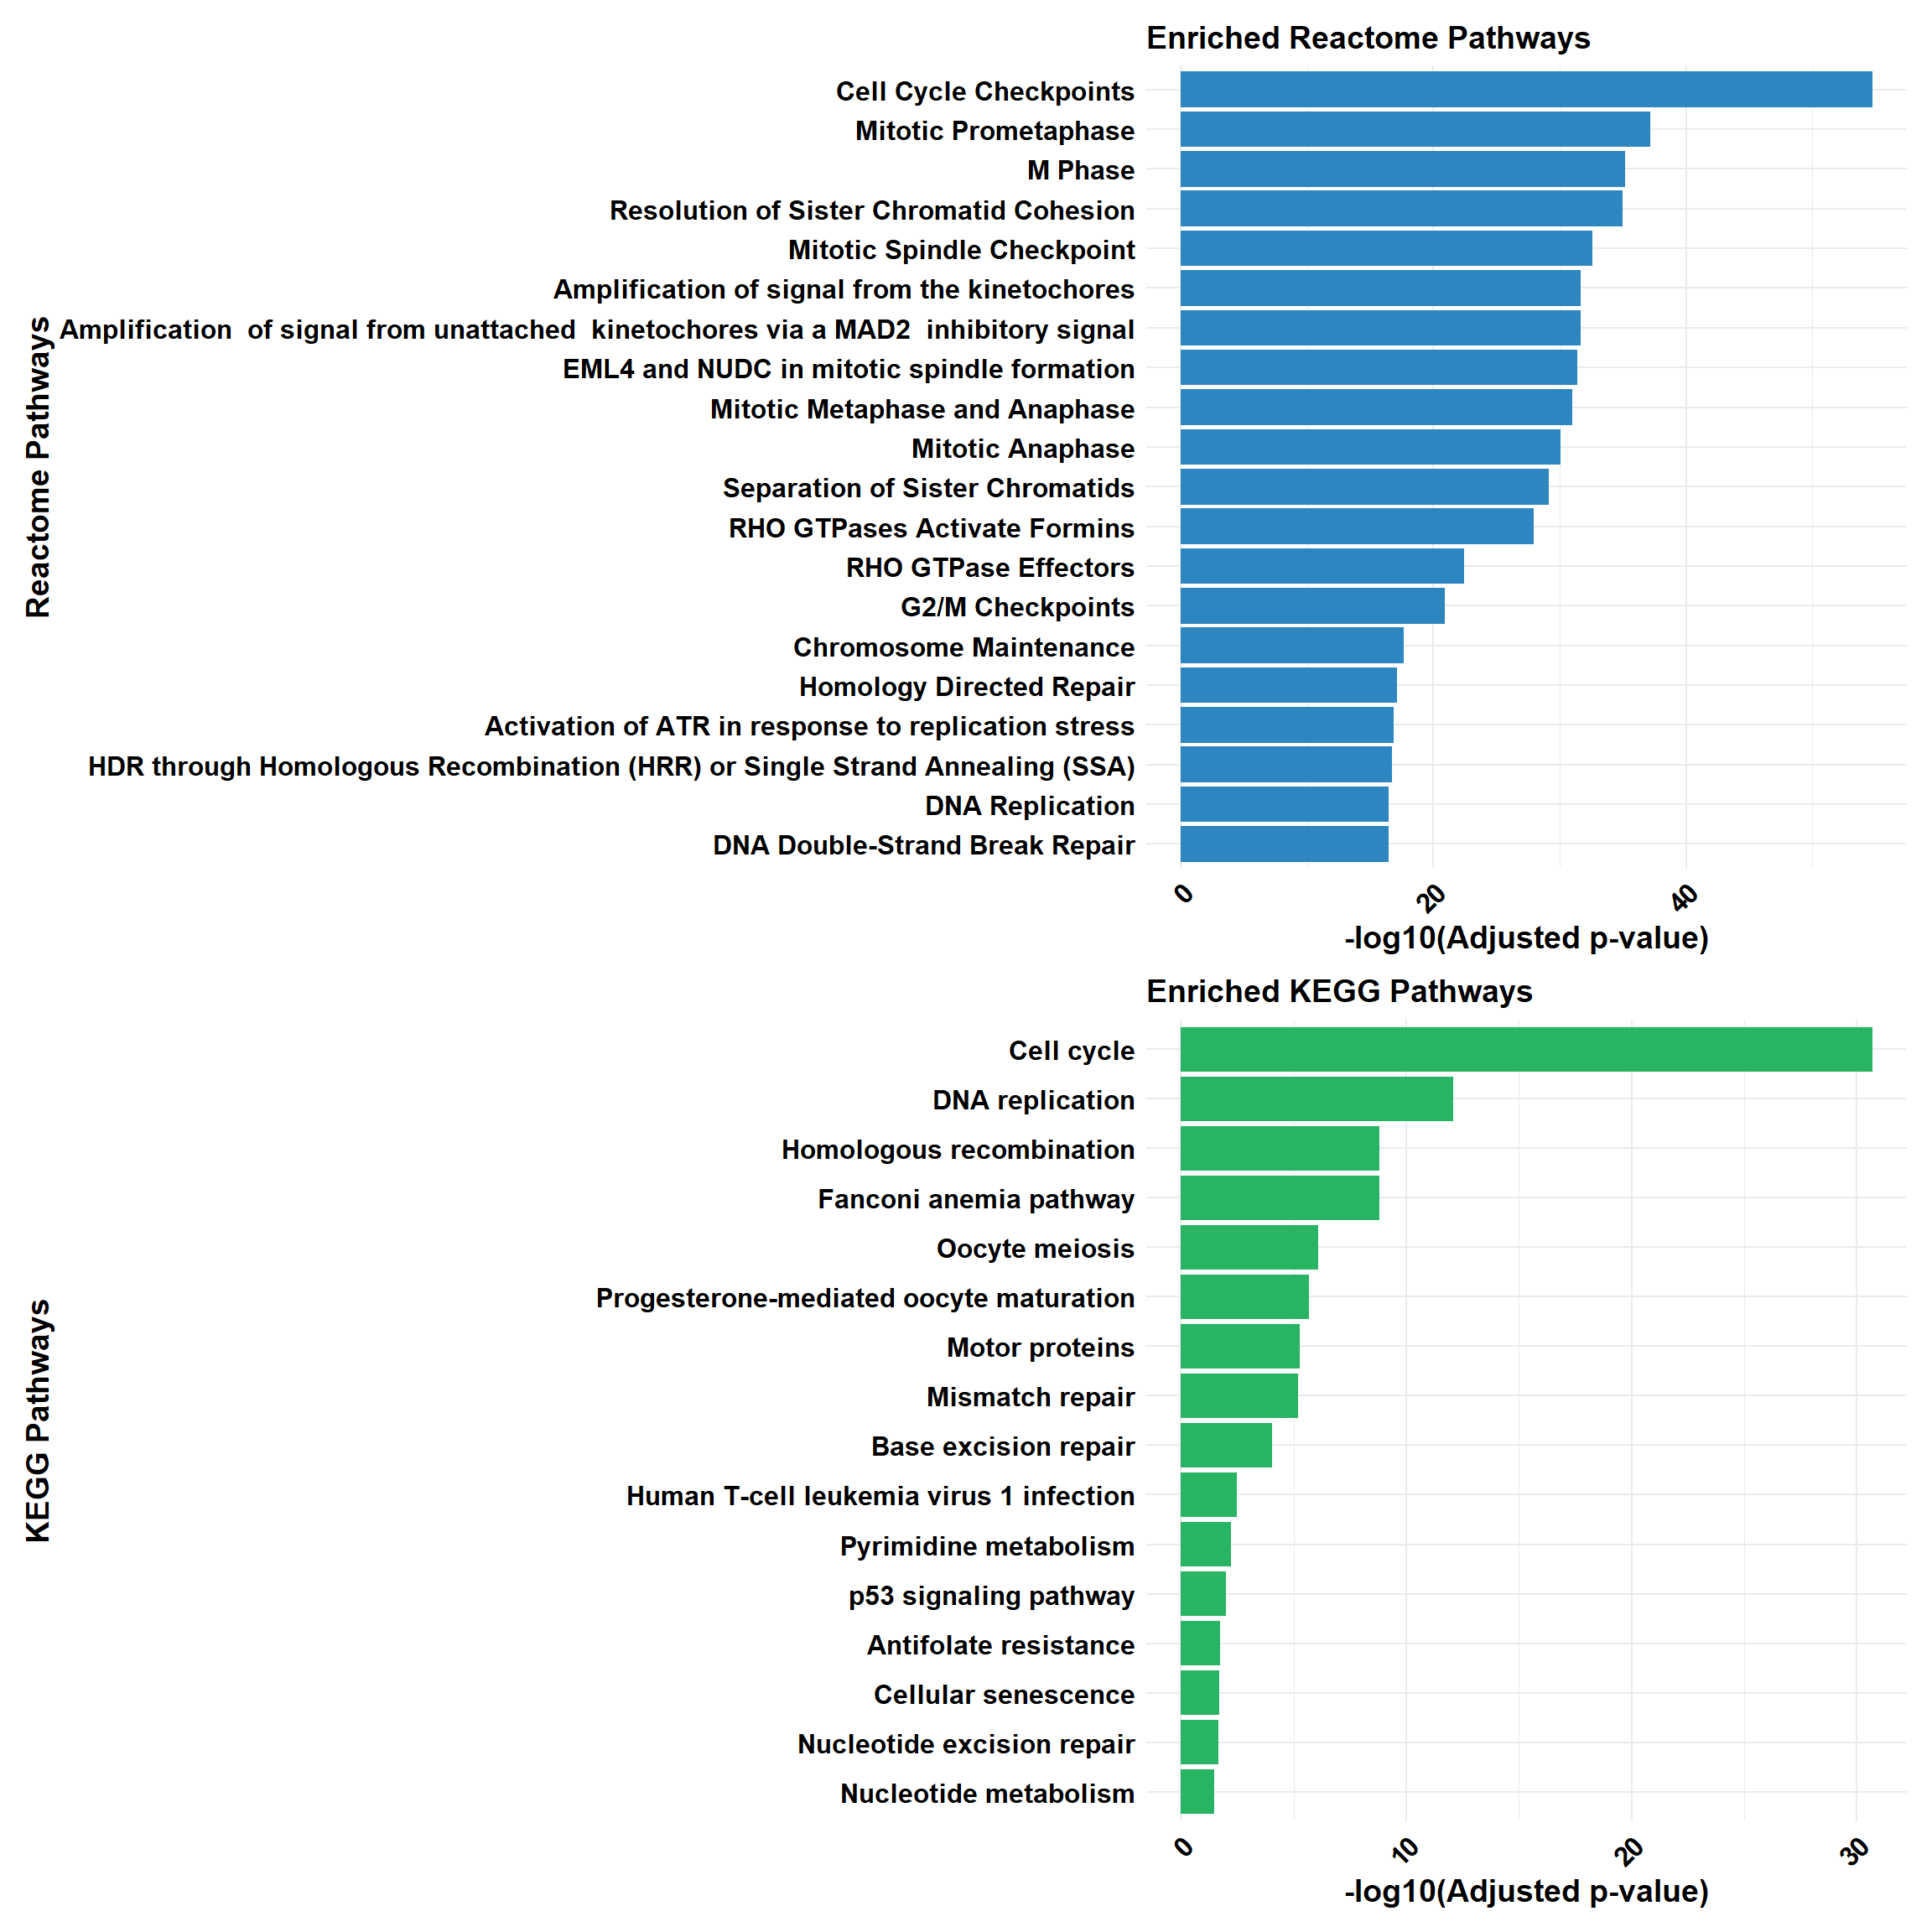 Enriched Reactome Pathways
Reactome Pathways
Cell Cycle Checkpoints
Mitotic Prometaphase
M Phase
Resolution of Sister Chromatid Cohesion
Mitotic Spindle Checkpoint
Amplification of signal from the kinetochores
Amplification  of signal from unattached  kinetochores via a MAD2  inhibitory signal
EML4 and NUDC in mitotic spindle formation
Mitotic Metaphase and Anaphase
Mitotic Anaphase
Separation of Sister Chromatids
RHO GTPases Activate Formins
RHO GTPase Effectors
G2/M Checkpoints
Chromosome Maintenance
Homology Directed Repair
Activation of ATR in response to replication stress
HDR through Homologous Recombination (HRR) or Single Strand Annealing (SSA)
DNA Replication
DNA Double-Strand Break Repair
0 20 40
-log10(Adjusted p-value)
Enriched KEGG Pathways
KEGG Pathways
Cell cycle
DNA replication
Homologous recombination
Fanconi anemia pathway
Oocyte meiosis
Progesterone-mediated oocyte maturation
Motor proteins
Mismatch repair
Base excision repair
Human T-cell leukemia virus 1 infection
Pyrimidine metabolism
p53 signaling pathway
Antifolate resistance
Cellular senescence
Nucleotide excision repair
Nucleotide metabolism
0 10 20 30
-log10(Adjusted p-value)